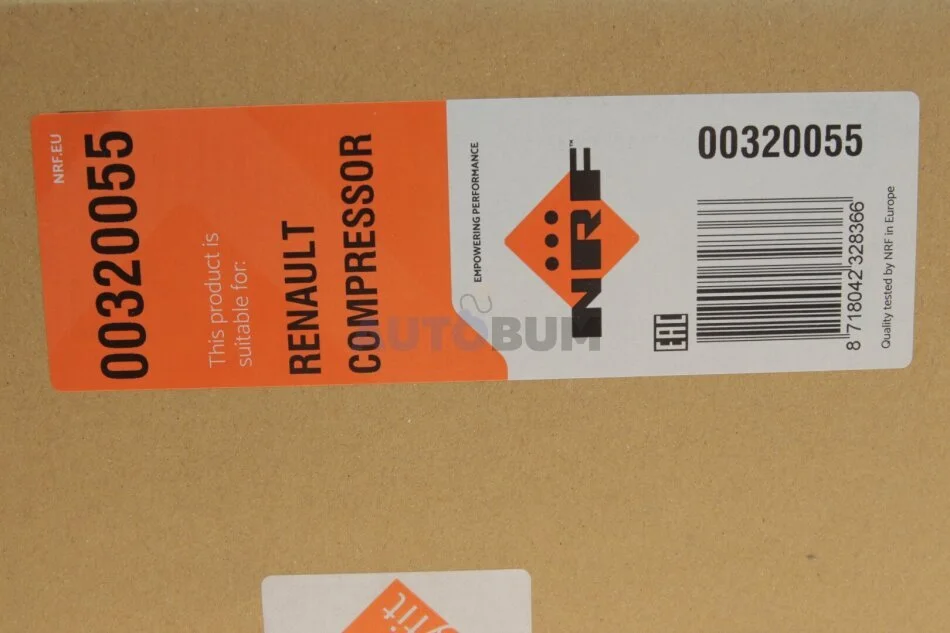 NRF.EU
00320055
This product is
suitable for:
RENAULT
COMPRESSOR
EMPOWERING PERFORMANCE
NRF™
00320055
EAC
8 718042 328366
Quality tested by NRF in Europe
AUTOBUM